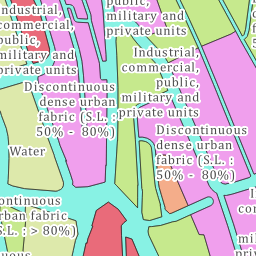 Industrial,
commercial,
public,
military and
private units
public,
military and
private units
Industrial,
commercial,
public,
military and
private units
Discontinuous
dense urban
fabric (S.L. :
50% - 80%)
Discontinuous
dense urban
fabric (S.L. :
50% - 80%)
Water
continuous
urban fabric
S.L. : > 80%)